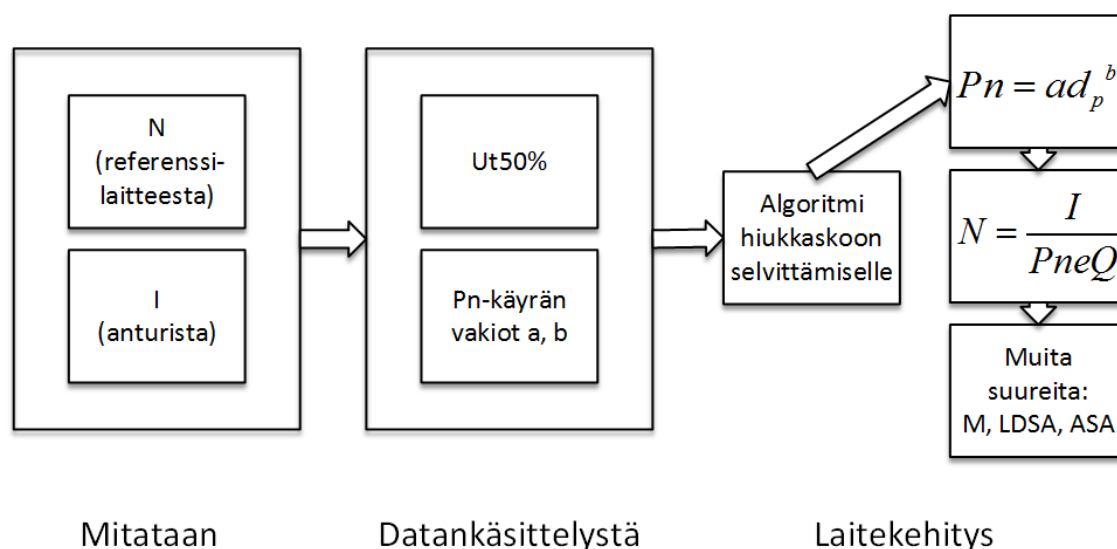 N
(referenssi-
laitteesta)
I
(anturista)
Ut50%
Pn-käyrän
vakiot a, b
Algoritmi
hiukkaskoon
selvittämiselle
Pn = ad_p^b
N = I / PneQ
Muita
suureita:
M, LDSA, ASA
Mitataan
Datankäsittelystä
Laitekehitys